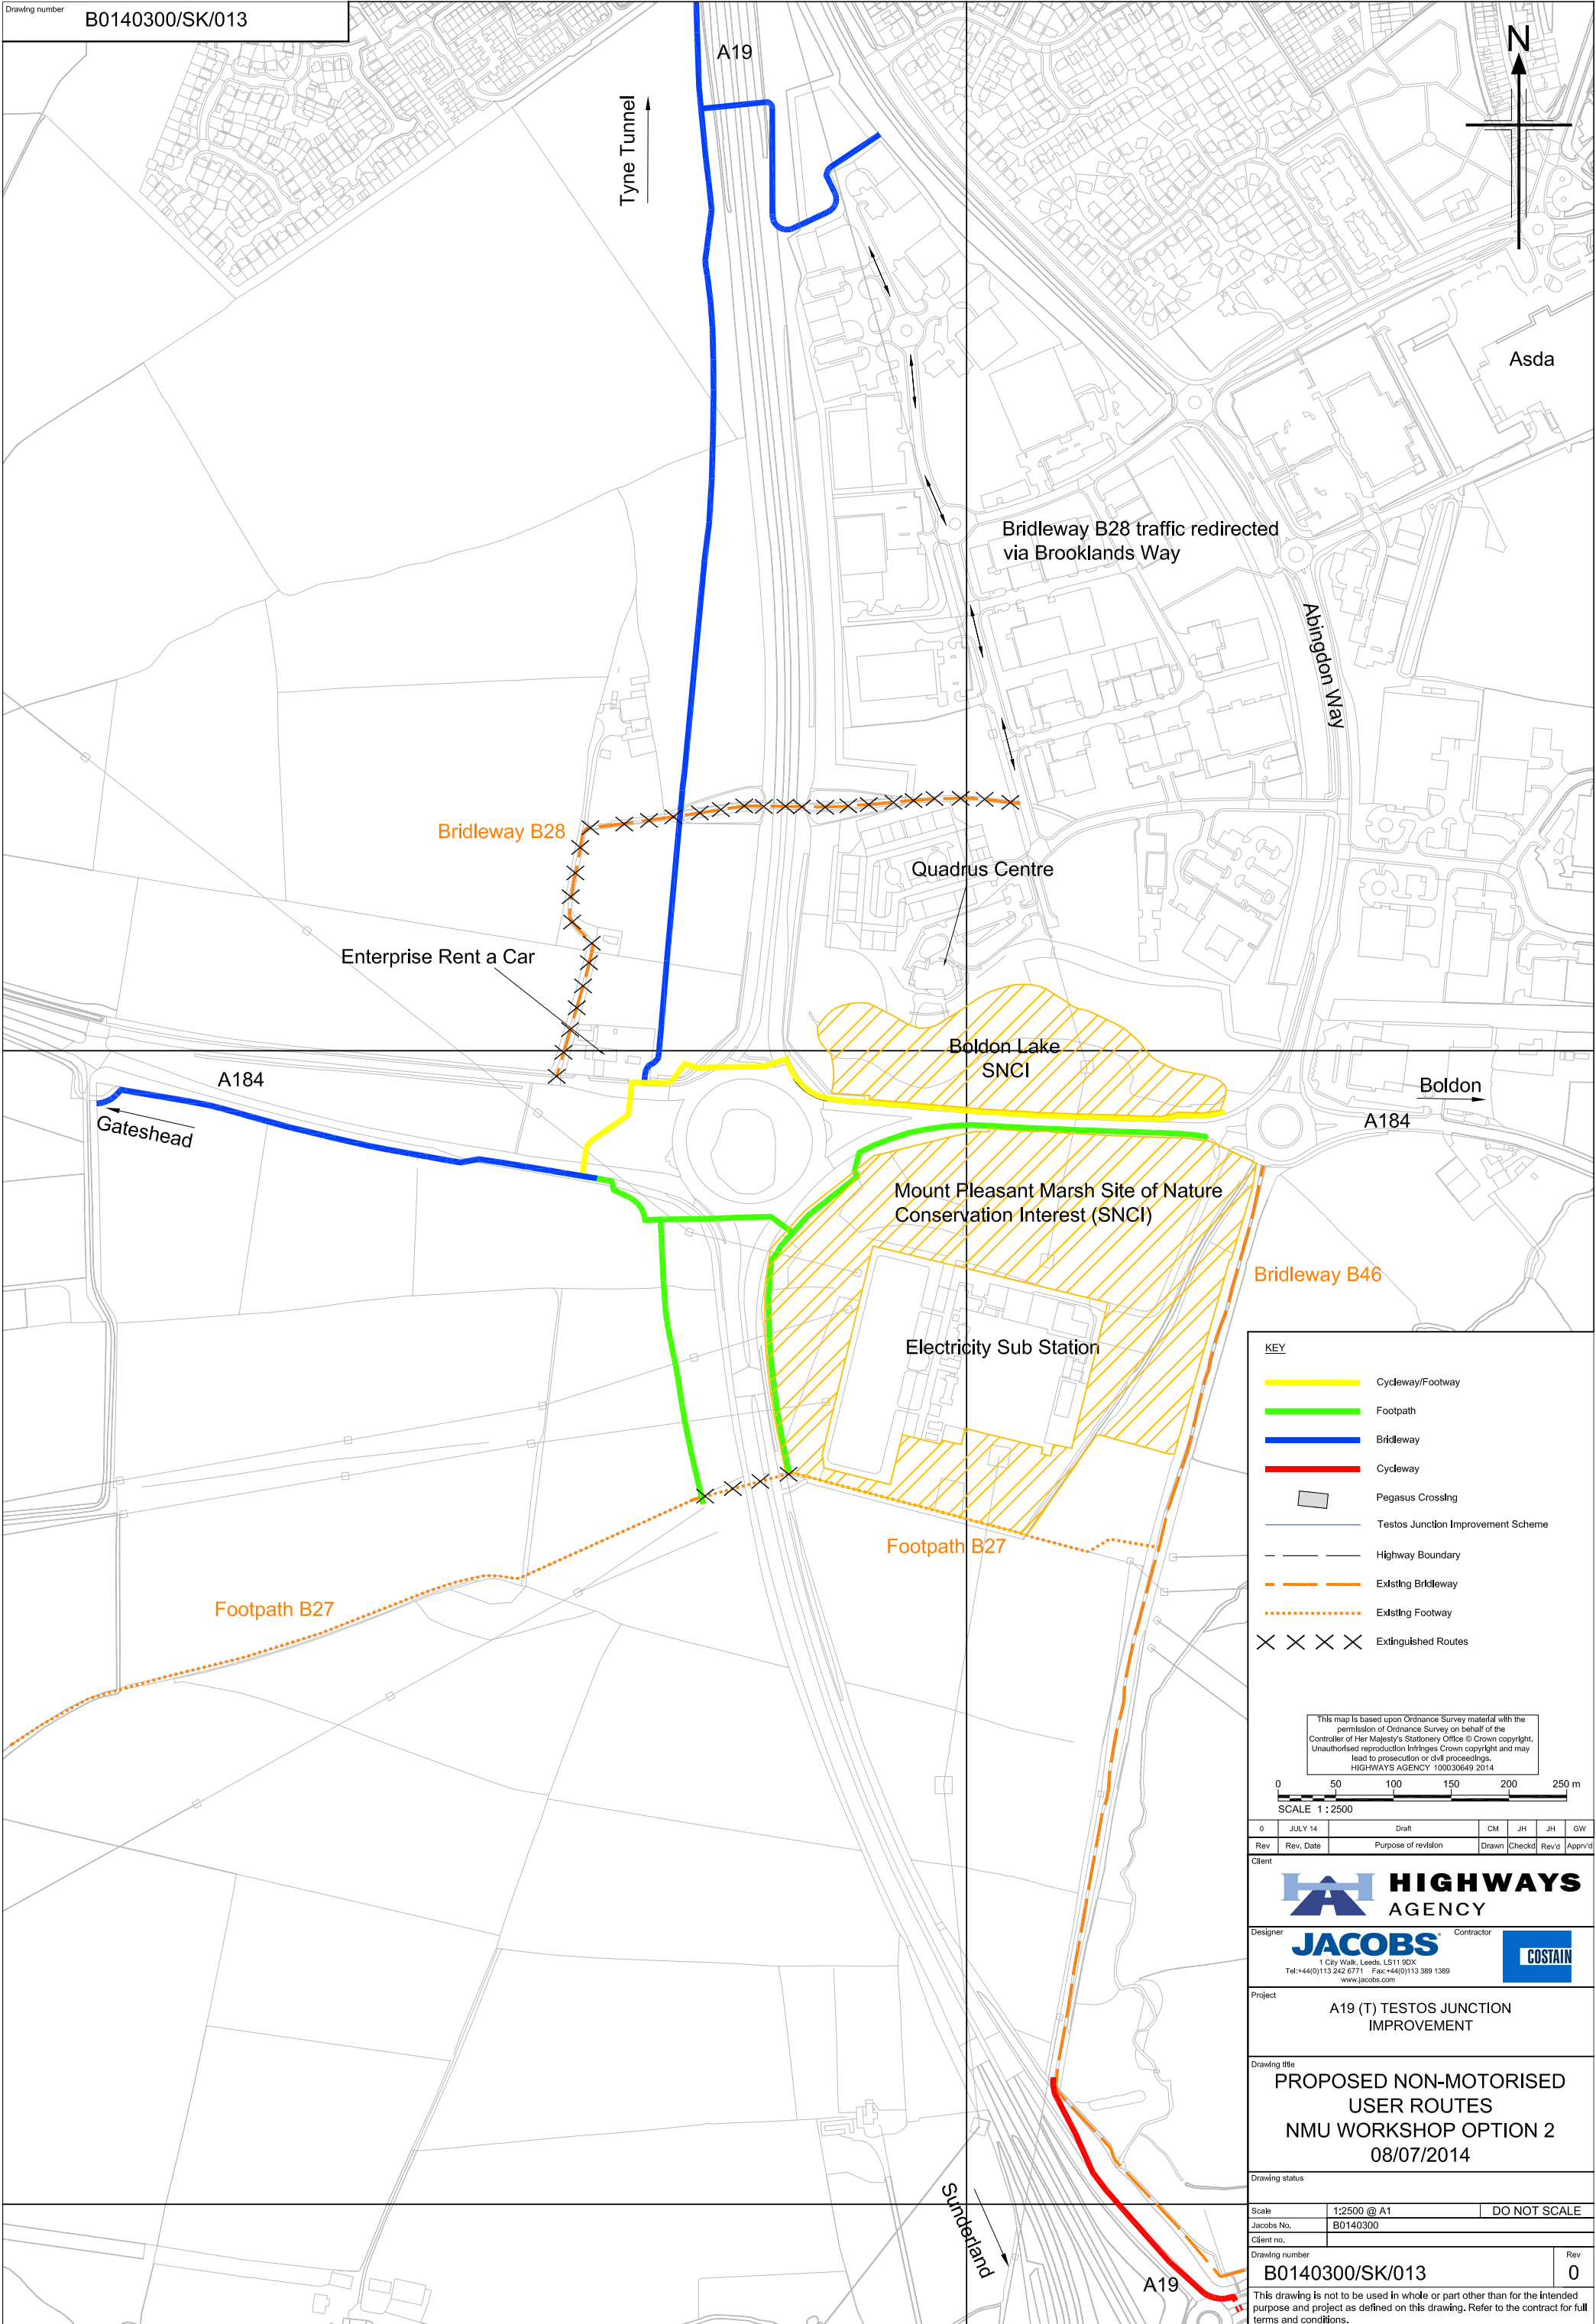 Drawing number
B0140300/SK/013
A19
Tyne Tunnel
N
Asda
Bridleway B28 traffic redirected
via Brooklands Way
Abingdon Way
Bridleway B28
Quadrus Centre
Enterprise Rent a Car
Boldon Lake
SNCI
A184
Gateshead
Boldon
A184
Mount Pleasant Marsh Site of Nature
Conservation Interest (SNCI)
Bridleway B46
Electricity Sub Station
Footpath B27
Footpath B27
Sunderland
A19
KEY
Cycleway/Footway
Footpath
Bridleway
Cycleway
Pegasus Crossing
Testos Junction Improvement Scheme
Highway Boundary
Existing Bridleway
Existing Footway
Extinguished Routes
This map is based upon Ordnance Survey material with the
permission of Ordnance Survey on behalf of the
Controller of Her Majesty's Stationery Office © Crown copyright.
Unauthorised reproduction infringes Crown copyright and may
lead to prosecution or civil proceedings.
HIGHWAYS AGENCY 100030649 2014
0 50 100 150 200 250 m
SCALE 1 : 2500
0 JULY 14 Draft CM JH JH GW
Rev Rev. Date Purpose of revision Drawn Checkd Rev'd Apprv'd
Client
HIGHWAYS
AGENCY
Designer
JACOBS
1 City Walk, Leeds, LS11 9DX
Tel:+44(0)113 242 6771 Fax:+44(0)113 389 1389
www.jacobs.com
Contractor
COSTAIN
Project
A19 (T) TESTOS JUNCTION
IMPROVEMENT
Drawing title
PROPOSED NON-MOTORISED
USER ROUTES
NMU WORKSHOP OPTION 2
08/07/2014
Drawing status
Scale 1:2500 @ A1 DO NOT SCALE
Jacobs No. B0140300
Client no.
Drawing number Rev
B0140300/SK/013 0
This drawing is not to be used in whole or part other than for the intended
purpose and project as defined on this drawing. Refer to the contract for full
terms and conditions.